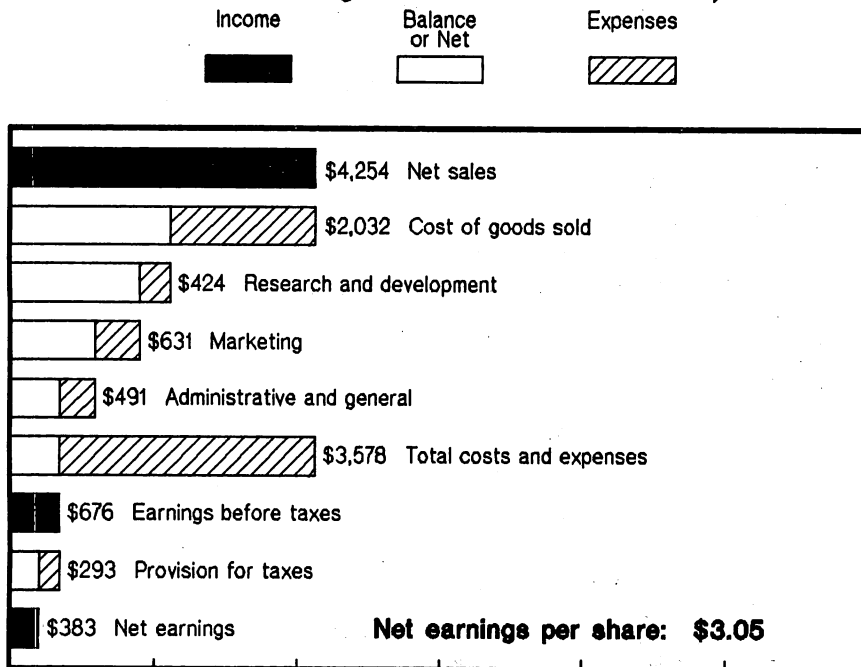 Income Balance or Net Expenses
$4,254 Net sales
$2,032 Cost of goods sold
$424 Research and development
$631 Marketing
$491 Administrative and general
$3,578 Total costs and expenses
$676 Earnings before taxes
$293 Provision for taxes
$383 Net earnings
Net earnings per share: $3.05